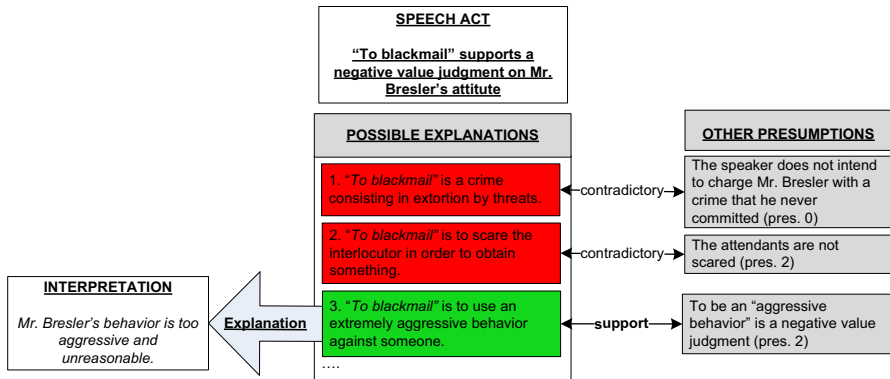 SPEECH ACT
“To blackmail” supports a
negative value judgment on Mr.
Bresler’s attitute
POSSIBLE EXPLANATIONS
1. “To blackmail” is a crime
consisting in extortion by threats.
2. “To blackmail” is to scare the
interlocutor in order to obtain
something.
3. “To blackmail” is to use an
extremely aggressive behavior
against someone.
….
contradictory
contradictory
support
OTHER PRESUMPTIONS
The speaker does not intend
to charge Mr. Bresler with a
crime that he never
committed (pres. 0)
The attendants are not
scared (pres. 2)
To be an “aggressive
behavior” is a negative value
judgment (pres. 2)
Explanation
INTERPRETATION
Mr. Bresler’s behavior is too
aggressive and
unreasonable.